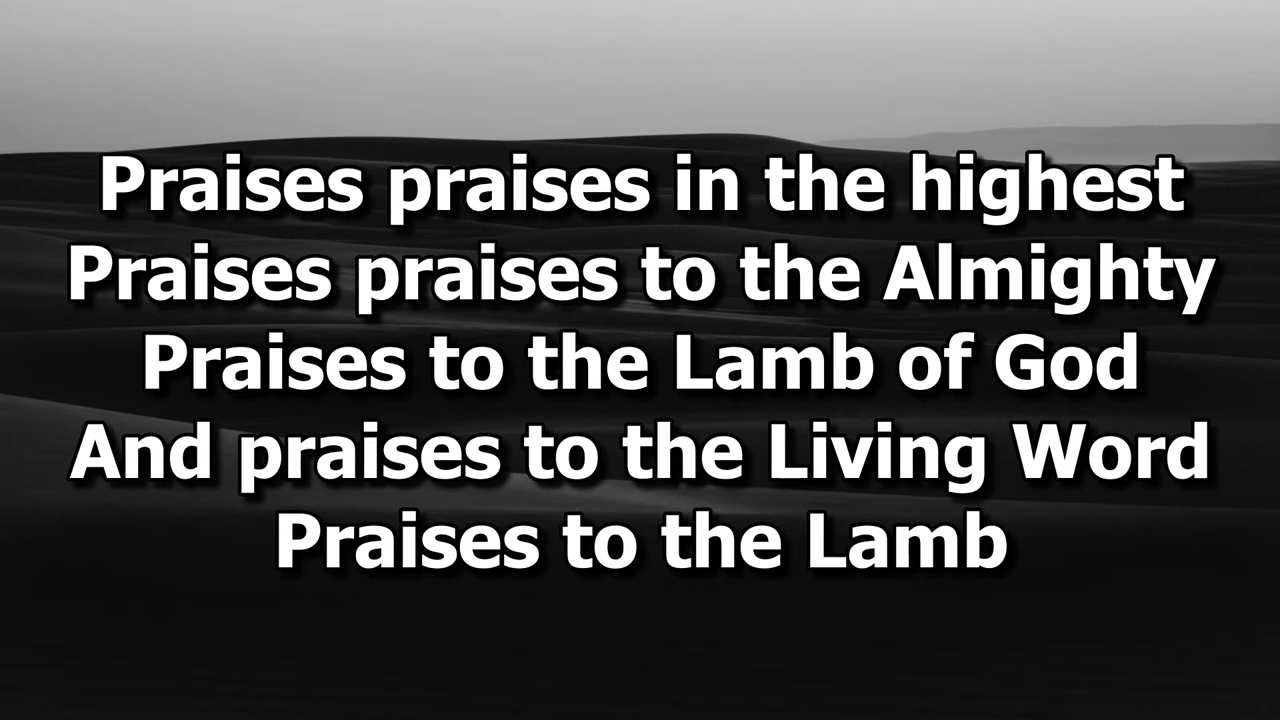 Praises praises in the highest
Praises praises to the Almighty
Praises to the Lamb of God
And praises to the Living Word
Praises to the Lamb